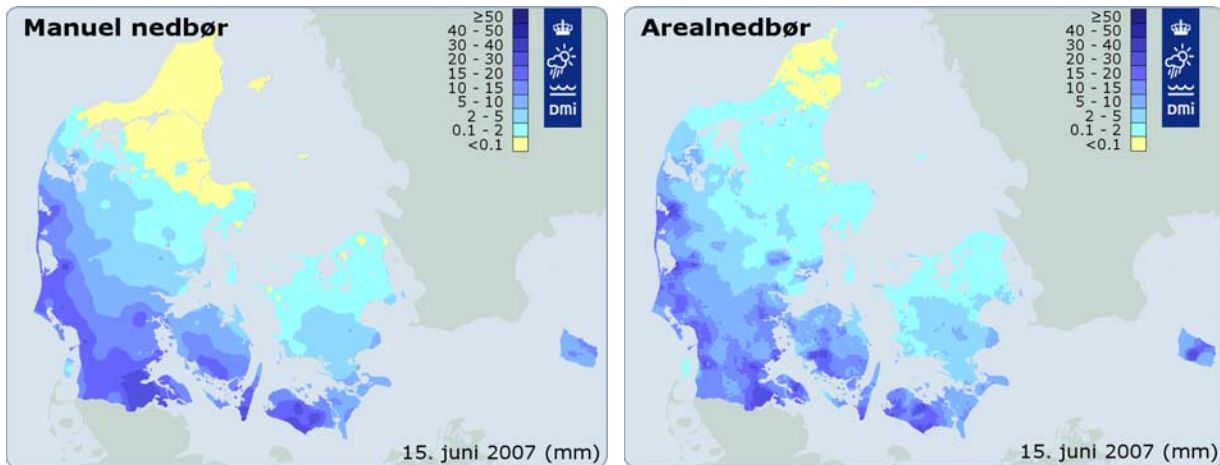 Manuel nedbør
≥50
40 - 50
30 - 40
20 - 30
15 - 20
10 - 15
5 - 10
2 - 5
0.1 - 2
<0.1
DMi
15. juni 2007 (mm)
Arealnedbør
≥50
40 - 50
30 - 40
20 - 30
15 - 20
10 - 15
5 - 10
2 - 5
0.1 - 2
<0.1
DMi
15. juni 2007 (mm)